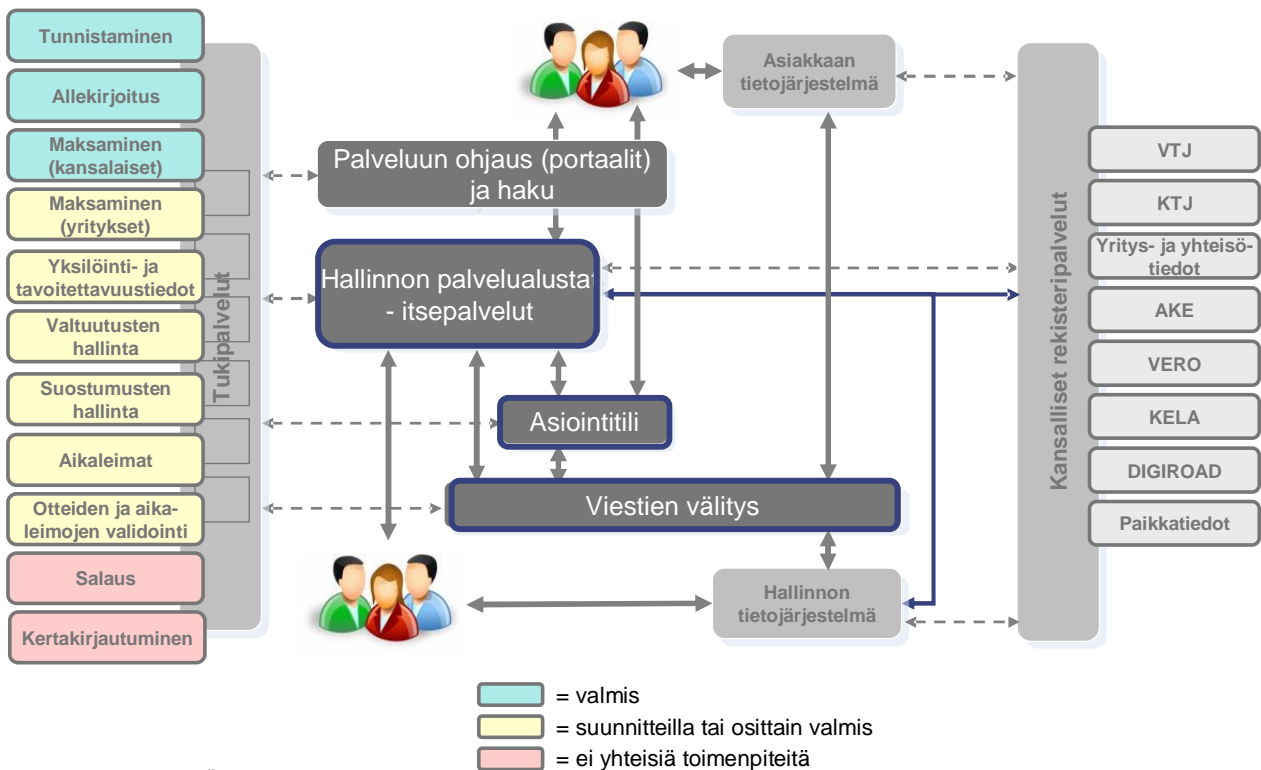 Tunnistaminen
Allekirjoitus
Maksaminen
(kansalaiset)
Maksaminen
(yritykset)
Yksilöinti- ja
tavoitettavuustiedot
Valtuutusten
hallinta
Suostumusten
hallinta
Aikaleimat
Otteiden ja aika-
leimojen validointi
Salaus
Kertakirjautuminen
Tukipalvelut
Asiakkaan
tietojärjestelmä
Palveluun ohjaus (portaalit)
ja haku
Hallinnon palvelualustat
- itsepalvelut
Asiointitili
Viestien välitys
Hallinnon
tietojärjestelmä
Kansalliset rekisteripalvelut
VTJ
KTJ
Yritys- ja yhteisö-
tiedot
AKE
VERO
KELA
DIGIROAD
Paikkatiedot
= valmis
= suunnitteilla tai osittain valmis
= ei yhteisiä toimenpiteitä